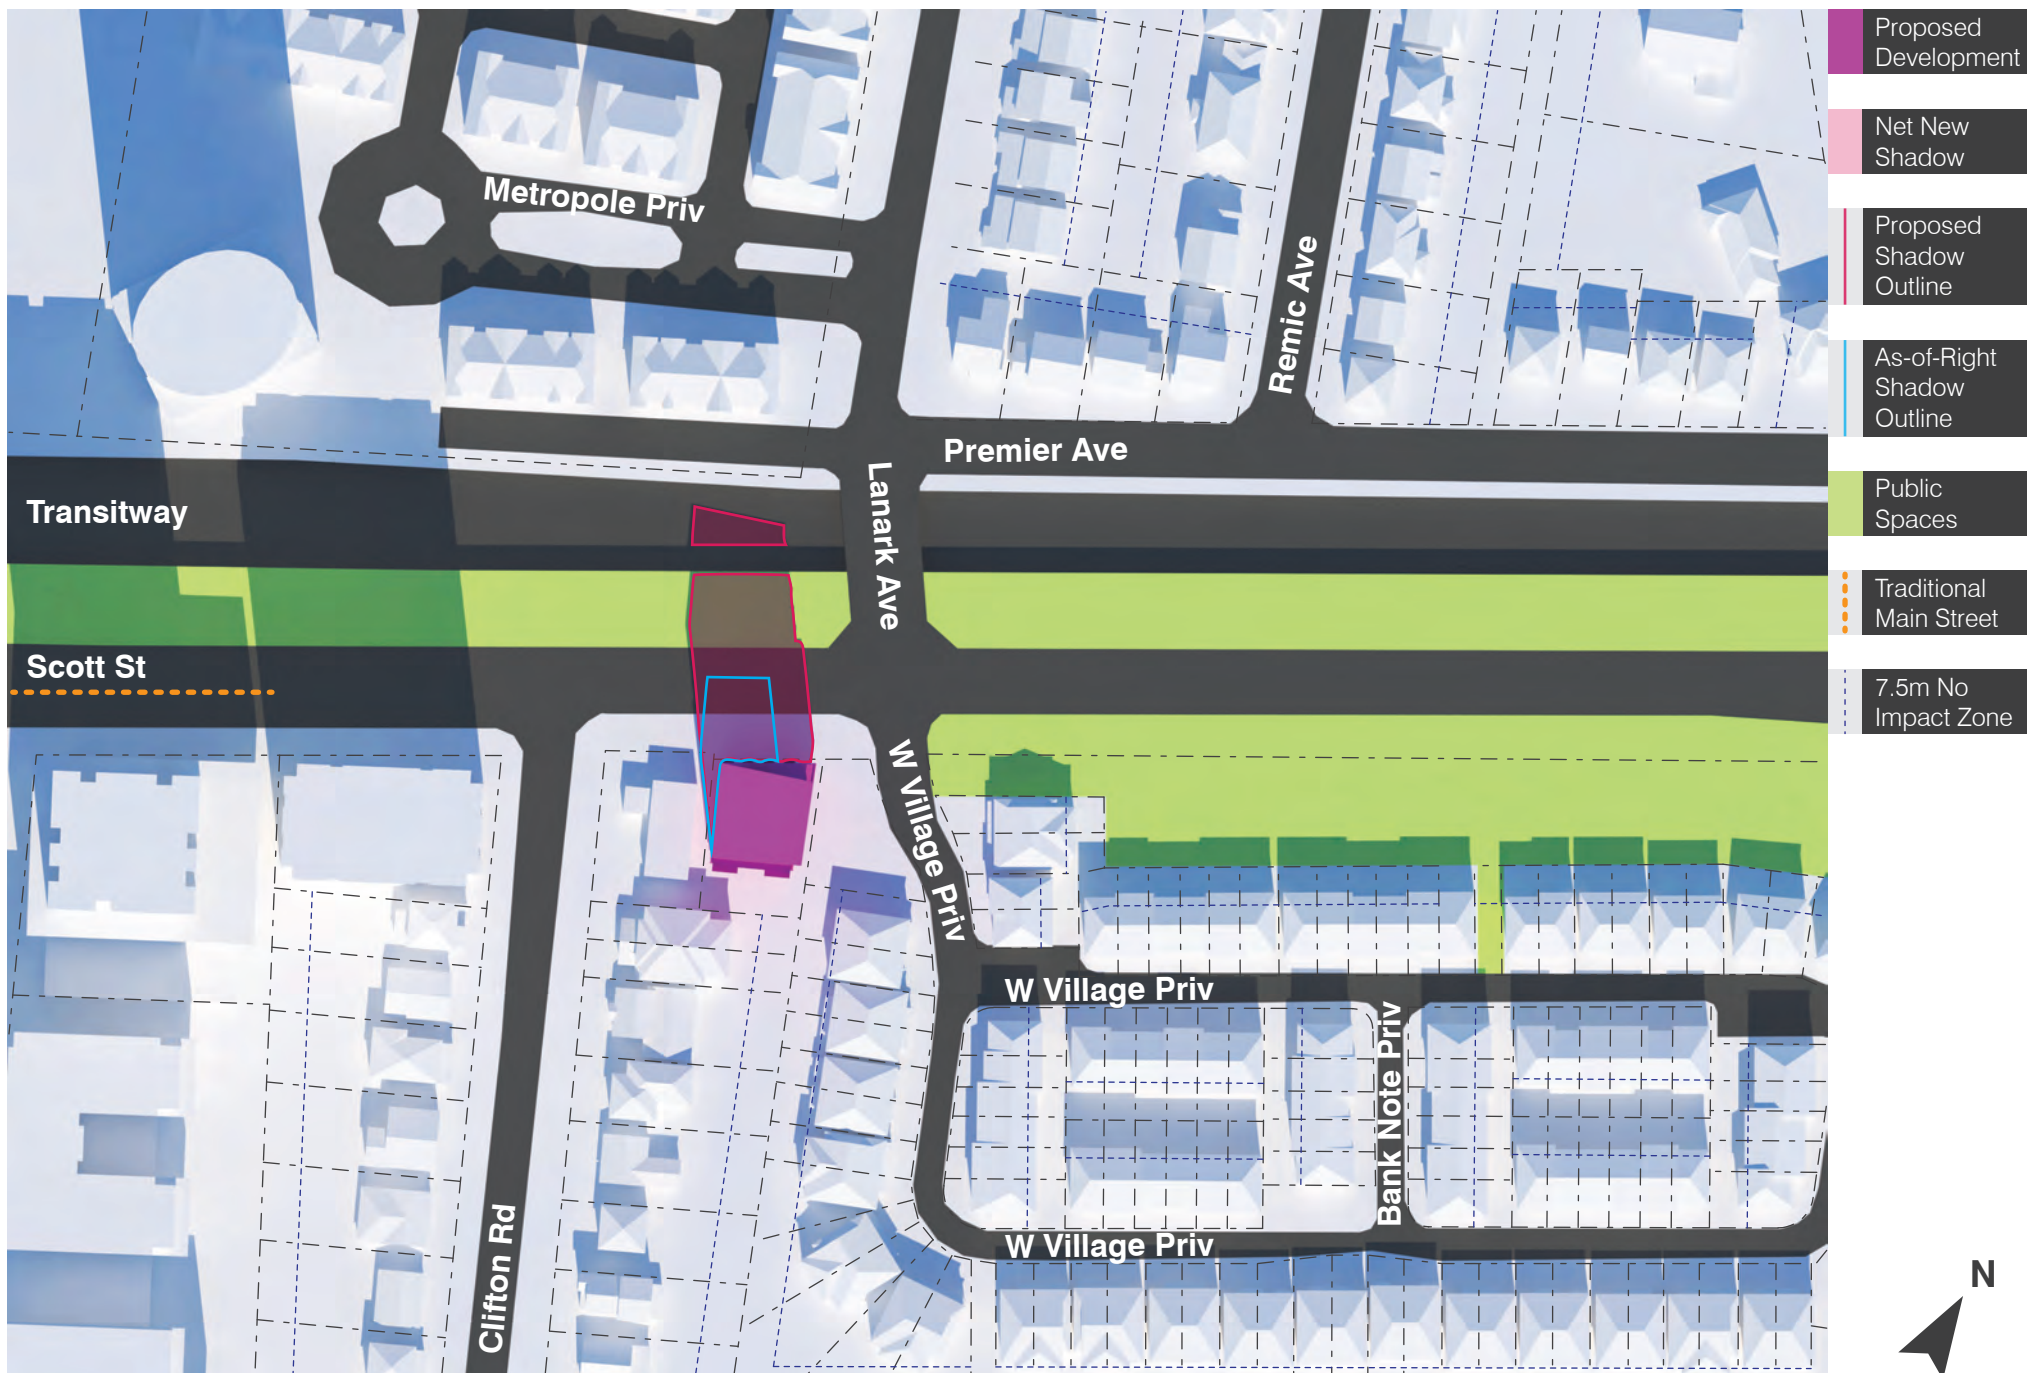 Metropole Priv
Remic Ave
Premier Ave
Lanark Ave
Transitway
Scott St
W Village Priv
W Village Priv
Bank Note Priv
Clifton Rd
W Village Priv
Proposed
Development
Net New
Shadow
Proposed
Shadow
Outline
As-of-Right
Shadow
Outline
Public
Spaces
Traditional
Main Street
7.5m No
Impact Zone
N